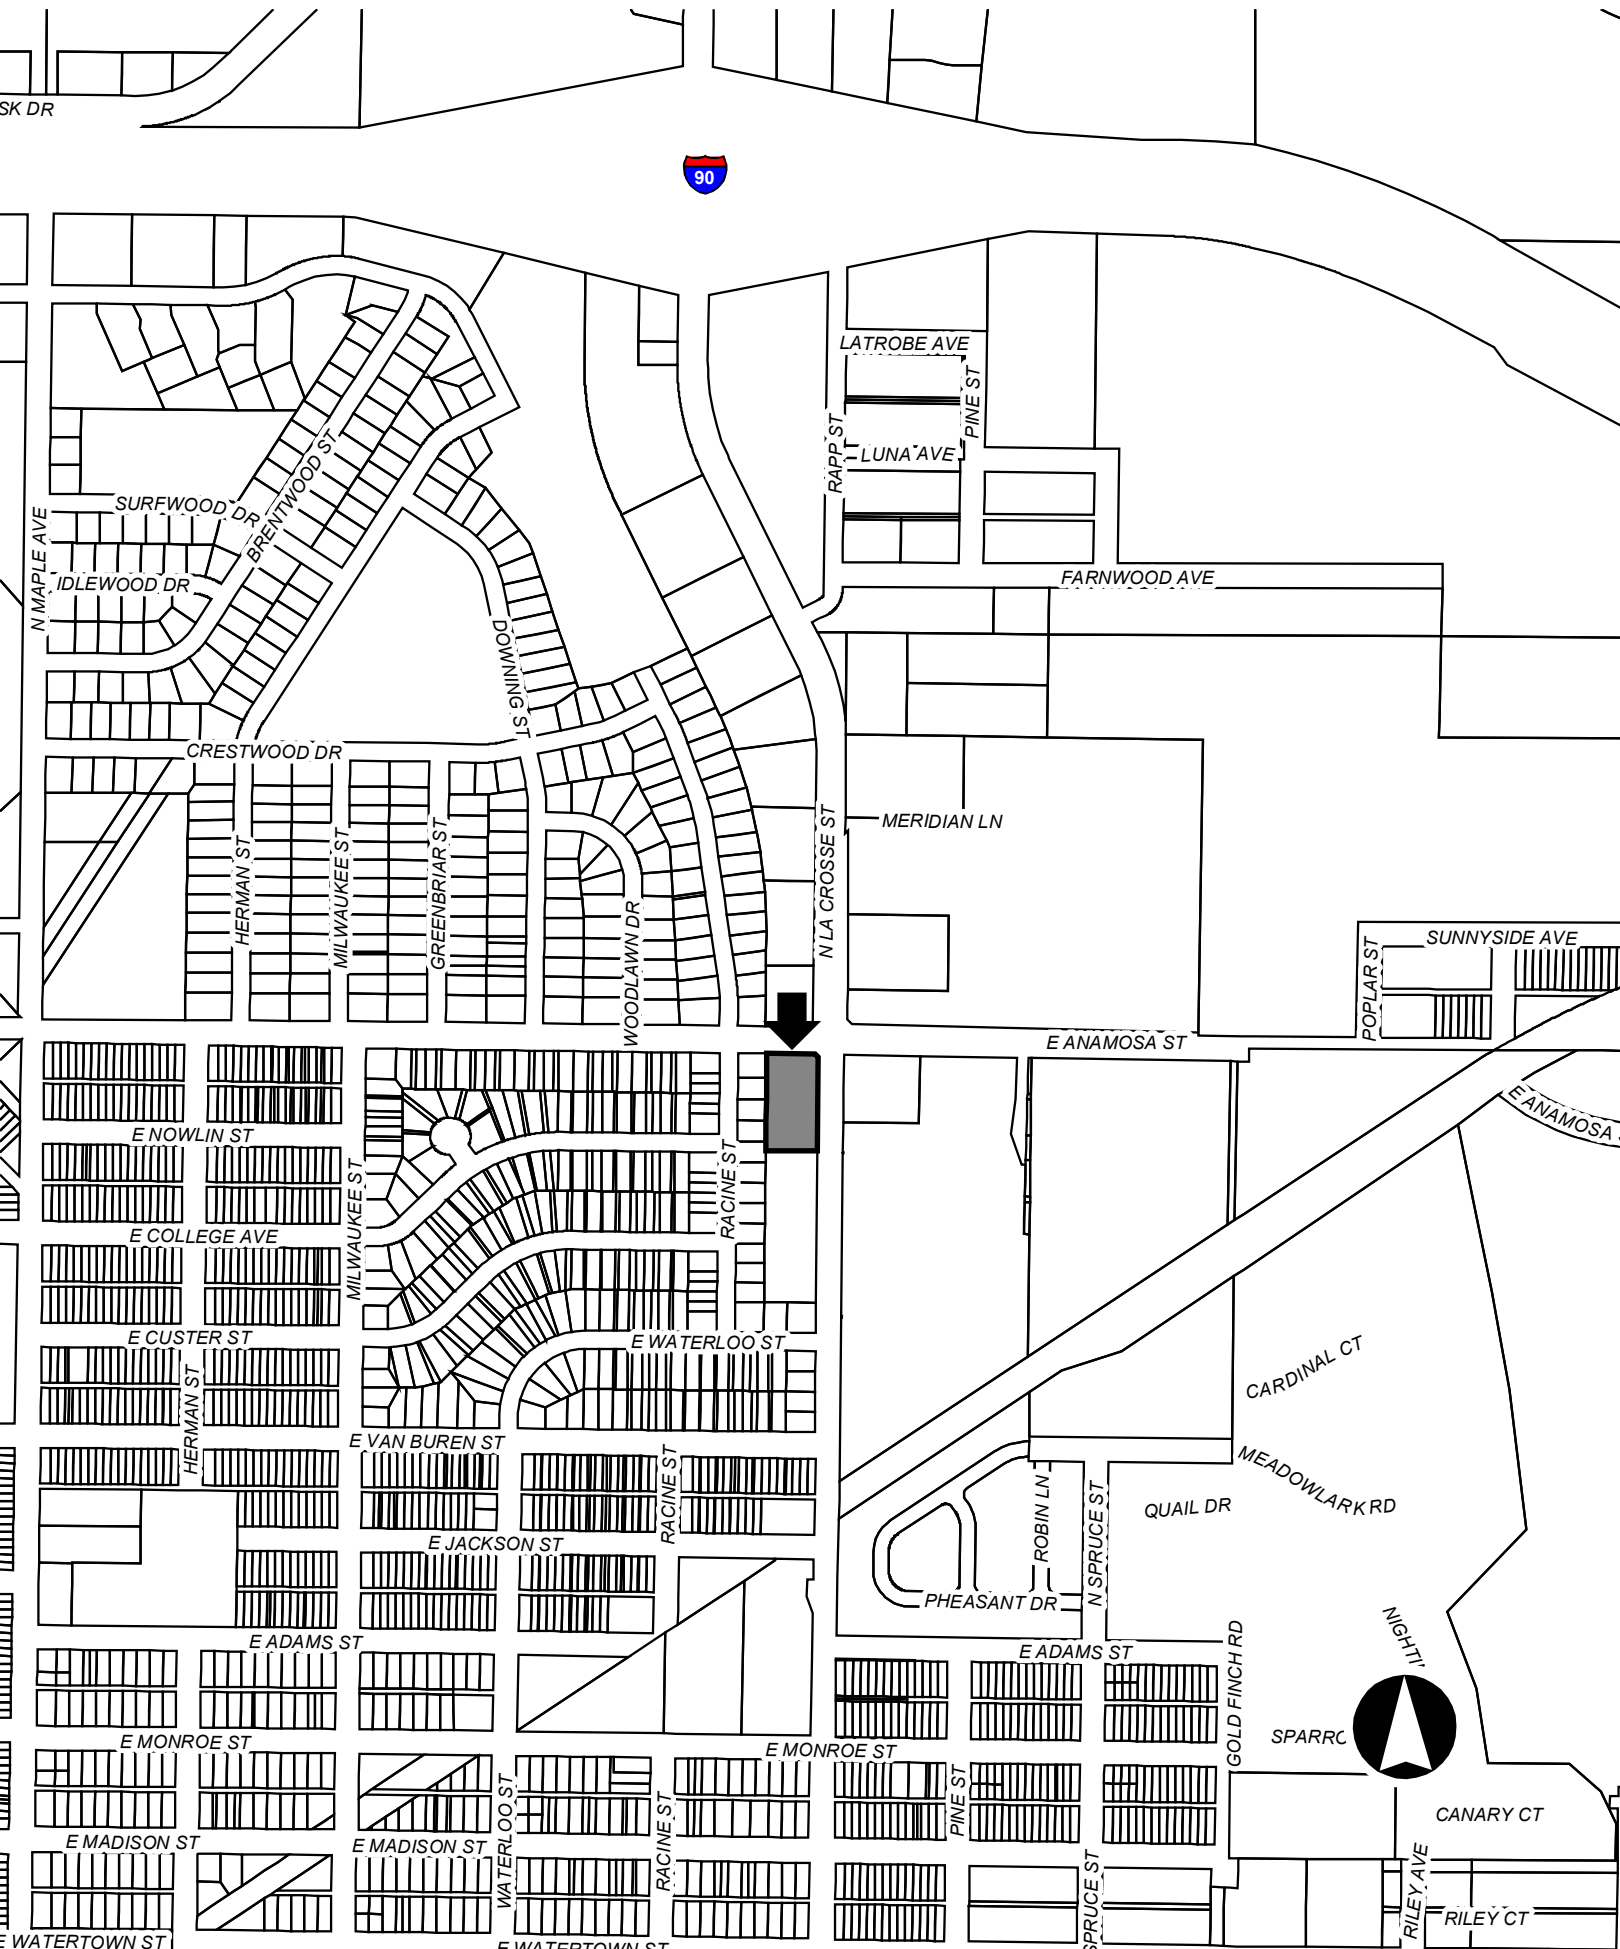 SK DR
90
LATROBE AVE
PINE ST
RAPP ST
LUNA AVE
SURFWOOD DR
BRENTWOOD ST
N MAPLE AVE
IDLEWOOD DR
FARNWOOD AVE
DOWNING ST
CRESTWOOD DR
MERIDIAN LN
N LA CROSSE ST
HERMAN ST
MILWAUKEE ST
GREENBRIAR ST
WOODLAWN DR
SUNNYSIDE AVE
POPLAR ST
E ANAMOSA ST
E ANAMOSA S
E NOWLIN ST
MILWAUKEE ST
RACINE ST
E COLLEGE AVE
E CUSTER ST
E WATERLOO ST
HERMAN ST
CARDINAL CT
E VAN BUREN ST
RACINE ST
MEADOWLARK RD
ROBIN LN
N SPRUCE ST
QUAIL DR
E JACKSON ST
PHEASANT DR
E ADAMS ST
E ADAMS ST
GOLD FINCH RD
NIGHTI
E MONROE ST
E MONROE ST
SPARRO
PINE ST
WATERLOO ST
RACINE ST
CANARY CT
E MADISON ST
E MADISON ST
SPRUCE ST
RILEY AVE
RILEY CT
E WATERTOWN ST
E WATERTOWN ST